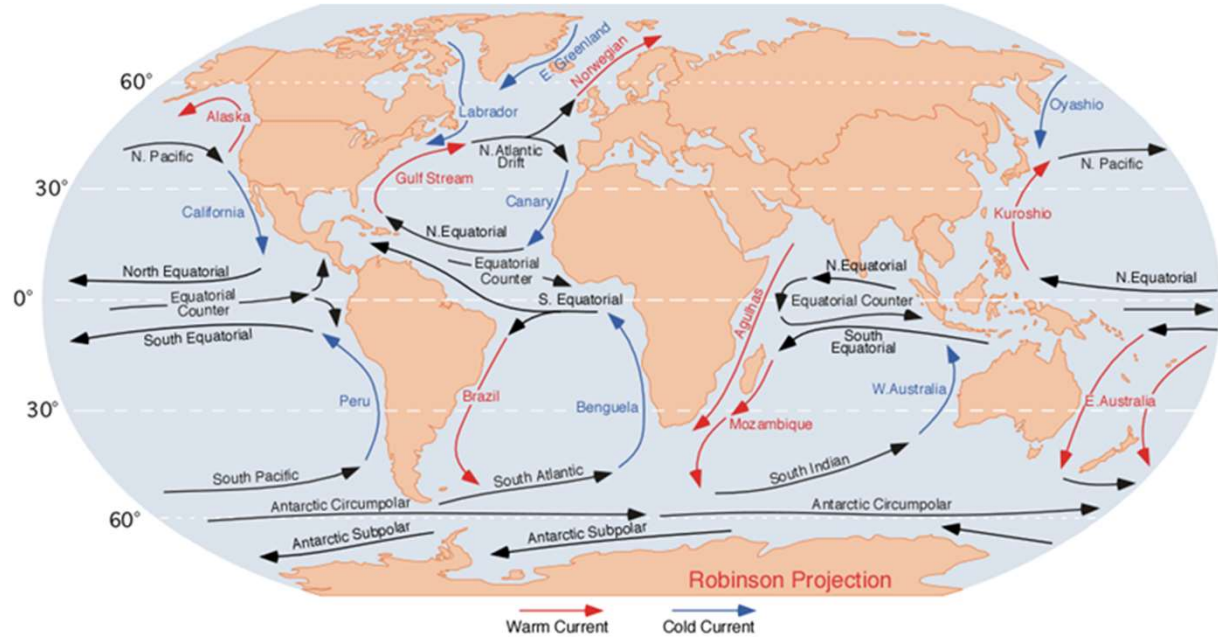 E. Greenland
Norwegian
60°
Alaska
Labrador
Oyashio
N. Pacific
N. Atlantic
Drift
N. Pacific
30°
Gulf Stream
California
Canary
Kuroshio
N.Equatorial
North Equatorial
Equatorial
Counter
N.Equatorial
N.Equatorial
0°
Equatorial
Counter
S. Equatorial
Agulhas
Equatorial Counter
South Equatorial
South
Equatorial
Peru
Brazil
Benguela
W.Australia
E.Australia
30°
Mozambique
South Pacific
South Atlantic
South Indian
Antarctic Circumpolar
Antarctic Circumpolar
60°
Antarctic Subpolar
Antarctic Subpolar
Robinson Projection
Warm Current
Cold Current